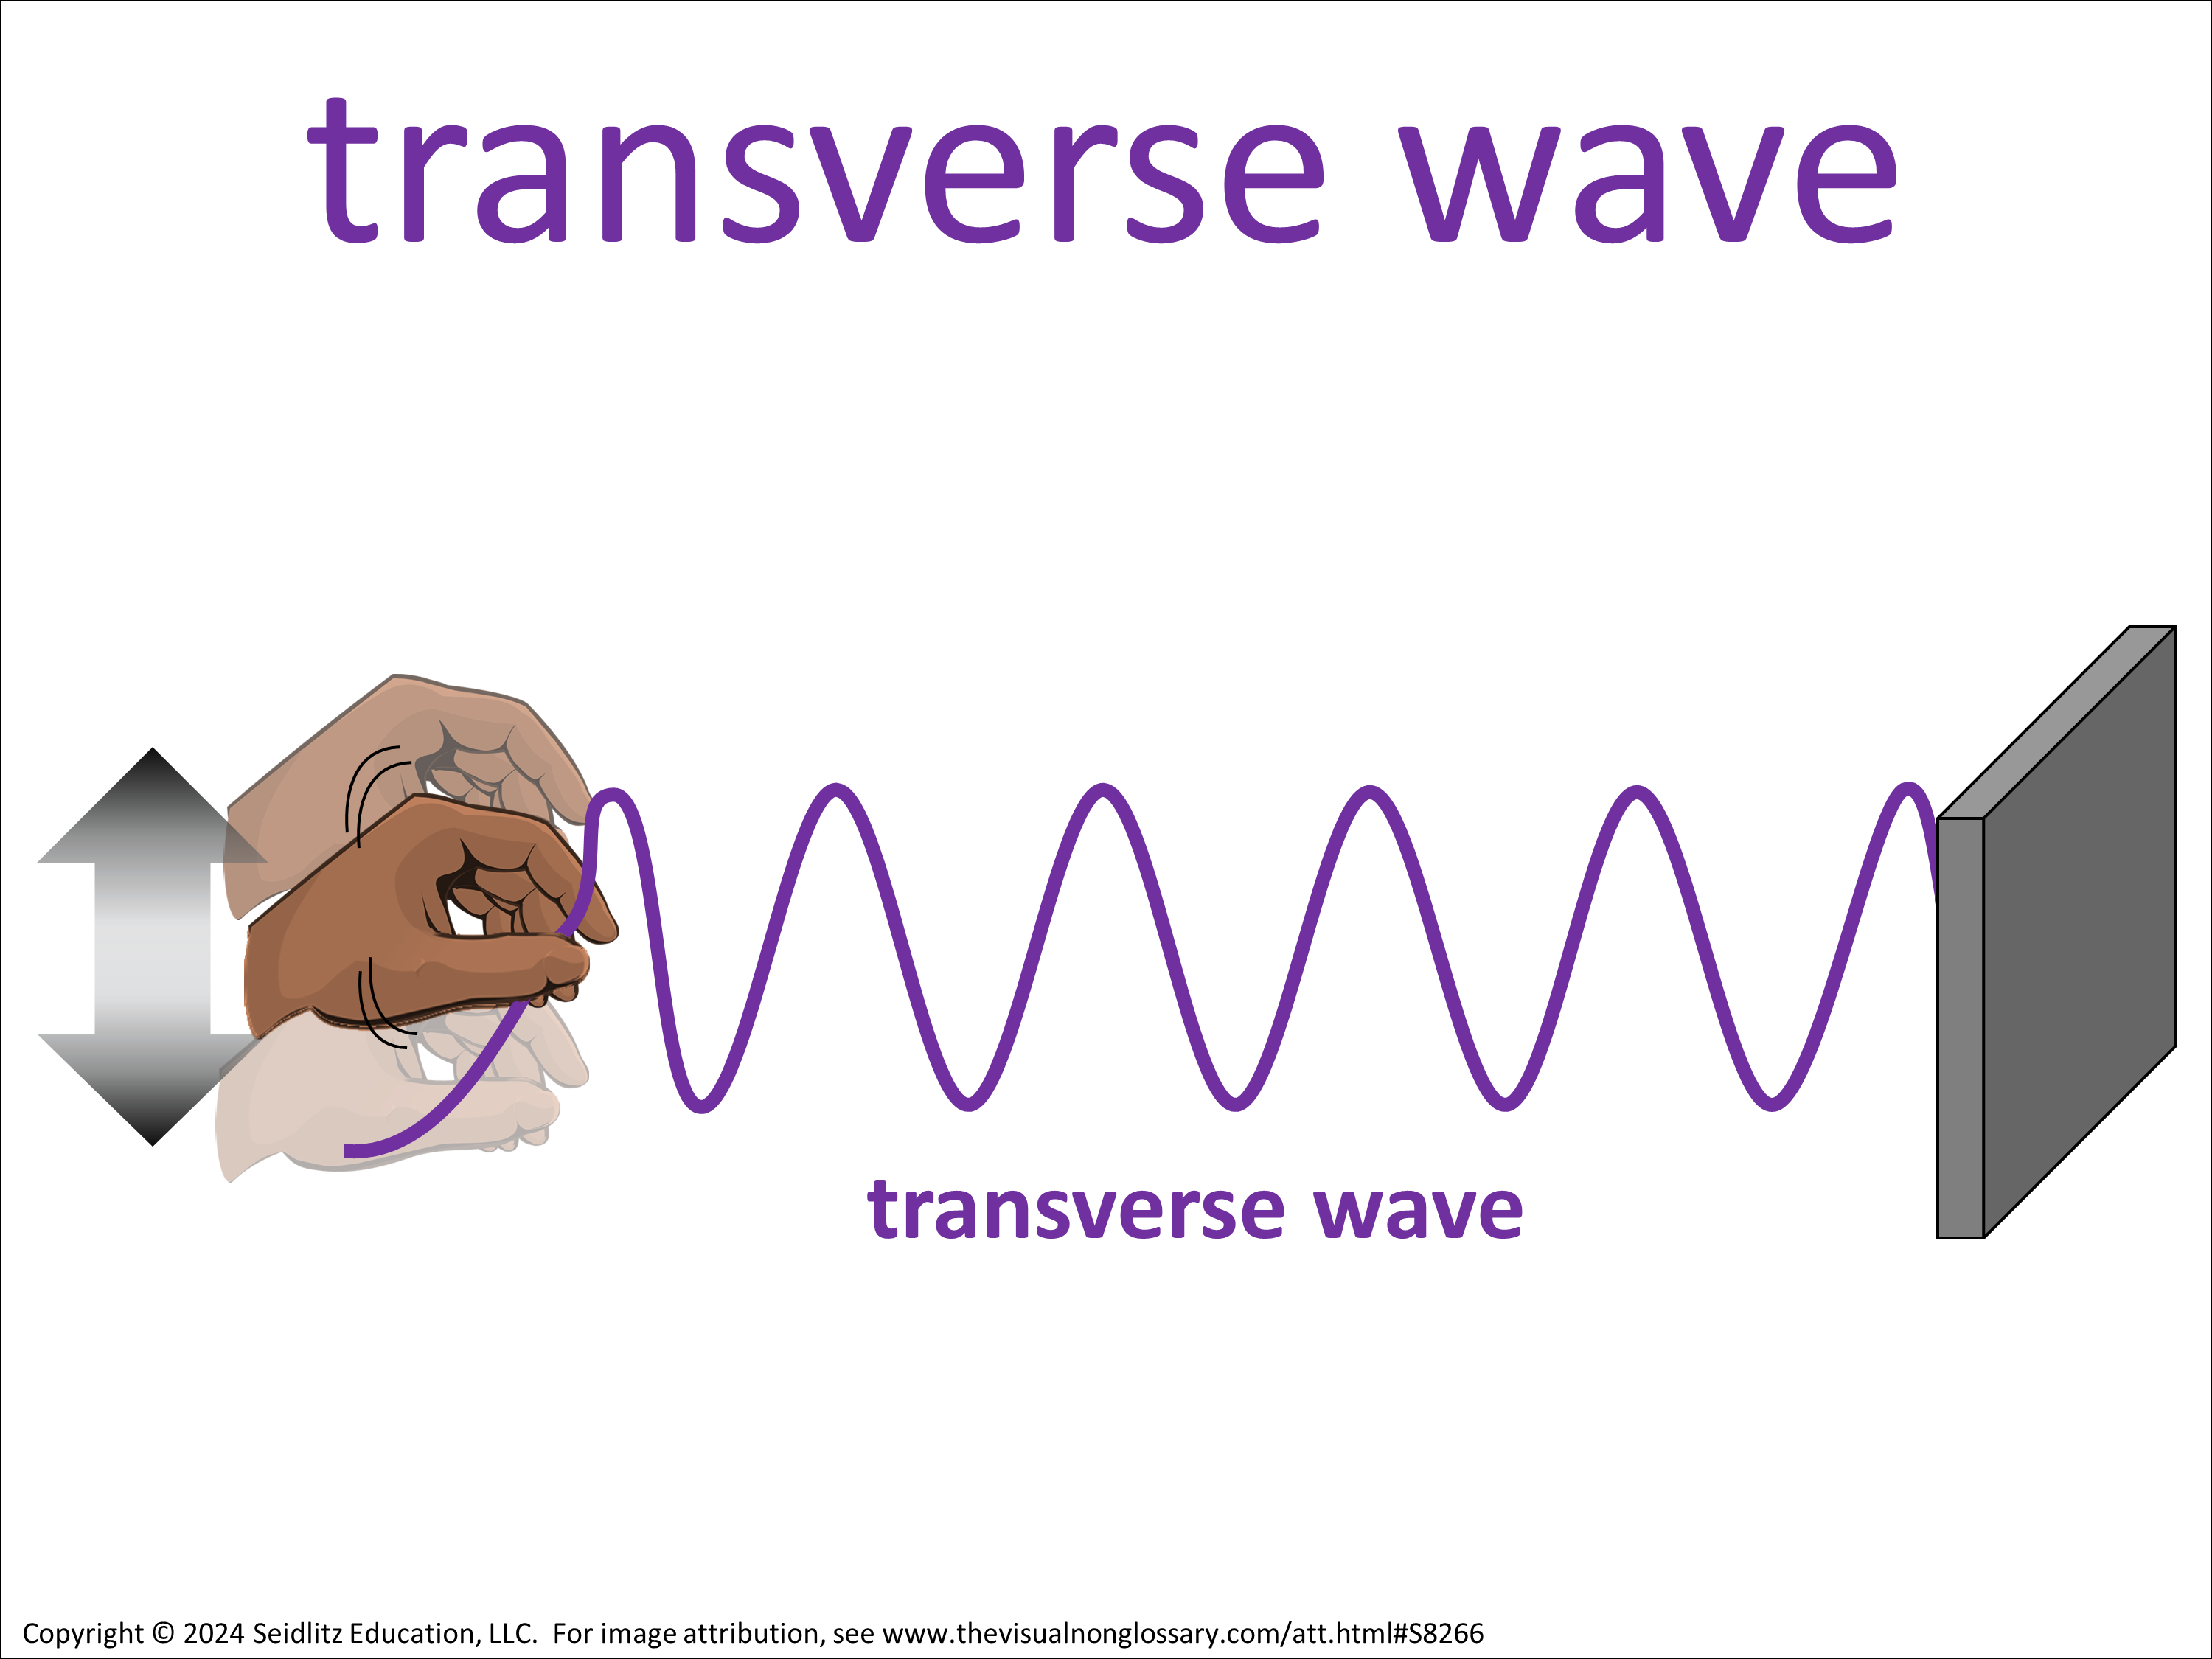 transverse wave
transverse wave
Copyright © 2024 Seidlitz Education, LLC.  For image attribution, see www.thevisualnonglossary.com/att.html#S8266